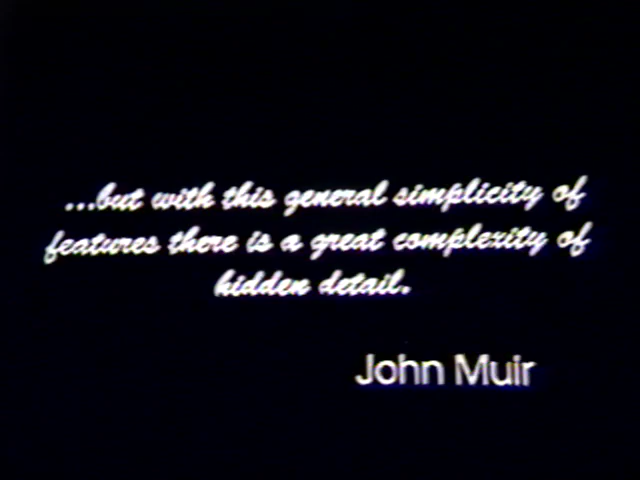 ...but with this general simplicity of
features there is a great complexity of
hidden detail.
John Muir